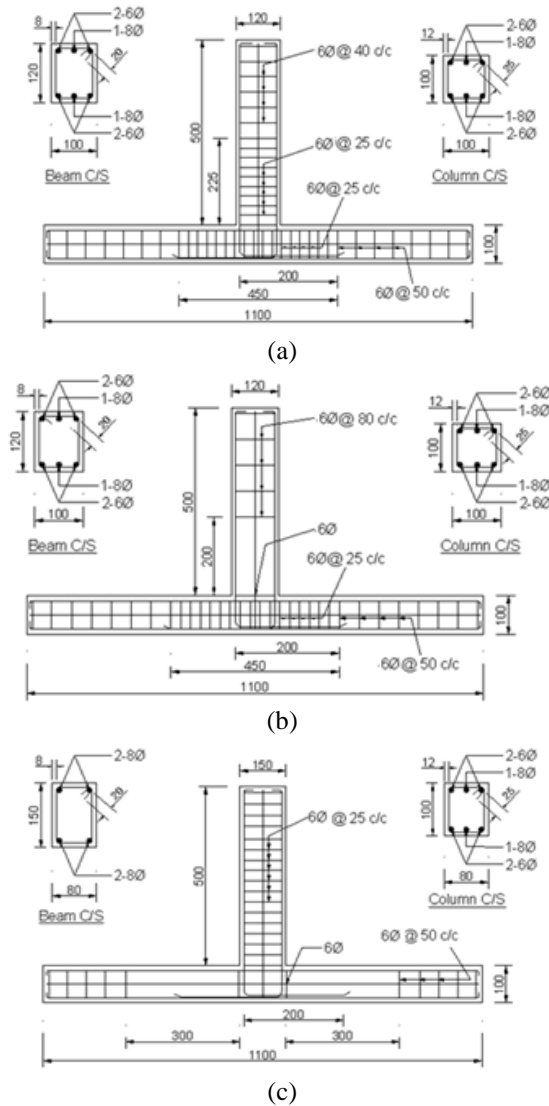 120
8
2-6Ø
1-8Ø
20
120
1-8Ø
2-6Ø
100
Beam C/S
500
225
6Ø@ 40 c/c
6Ø@ 25 c/c
6Ø@ 25 c/c
12
2-6Ø
1-8Ø
25
100
1-8Ø
2-6Ø
100
Column C/S
100
200
6Ø@ 50 c/c
450
1100
(a)
120
8
2-6Ø
1-8Ø
20
120
1-8Ø
2-6Ø
100
Beam C/S
500
200
6Ø@ 80 c/c
6Ø
6Ø@ 25 c/c
12
2-6Ø
1-8Ø
25
100
1-8Ø
2-6Ø
100
Column C/S
100
200
6Ø@ 50 c/c
450
1100
(b)
150
8
2-8Ø
20
150
2-8Ø
80
Beam C/S
500
6Ø @ 25 c/c
6Ø
12
2-6Ø
1-8Ø
25
100
1-8Ø
2-6Ø
80
Column C/S
6Ø @ 50 c/c
100
200
300
300
1100
(c)